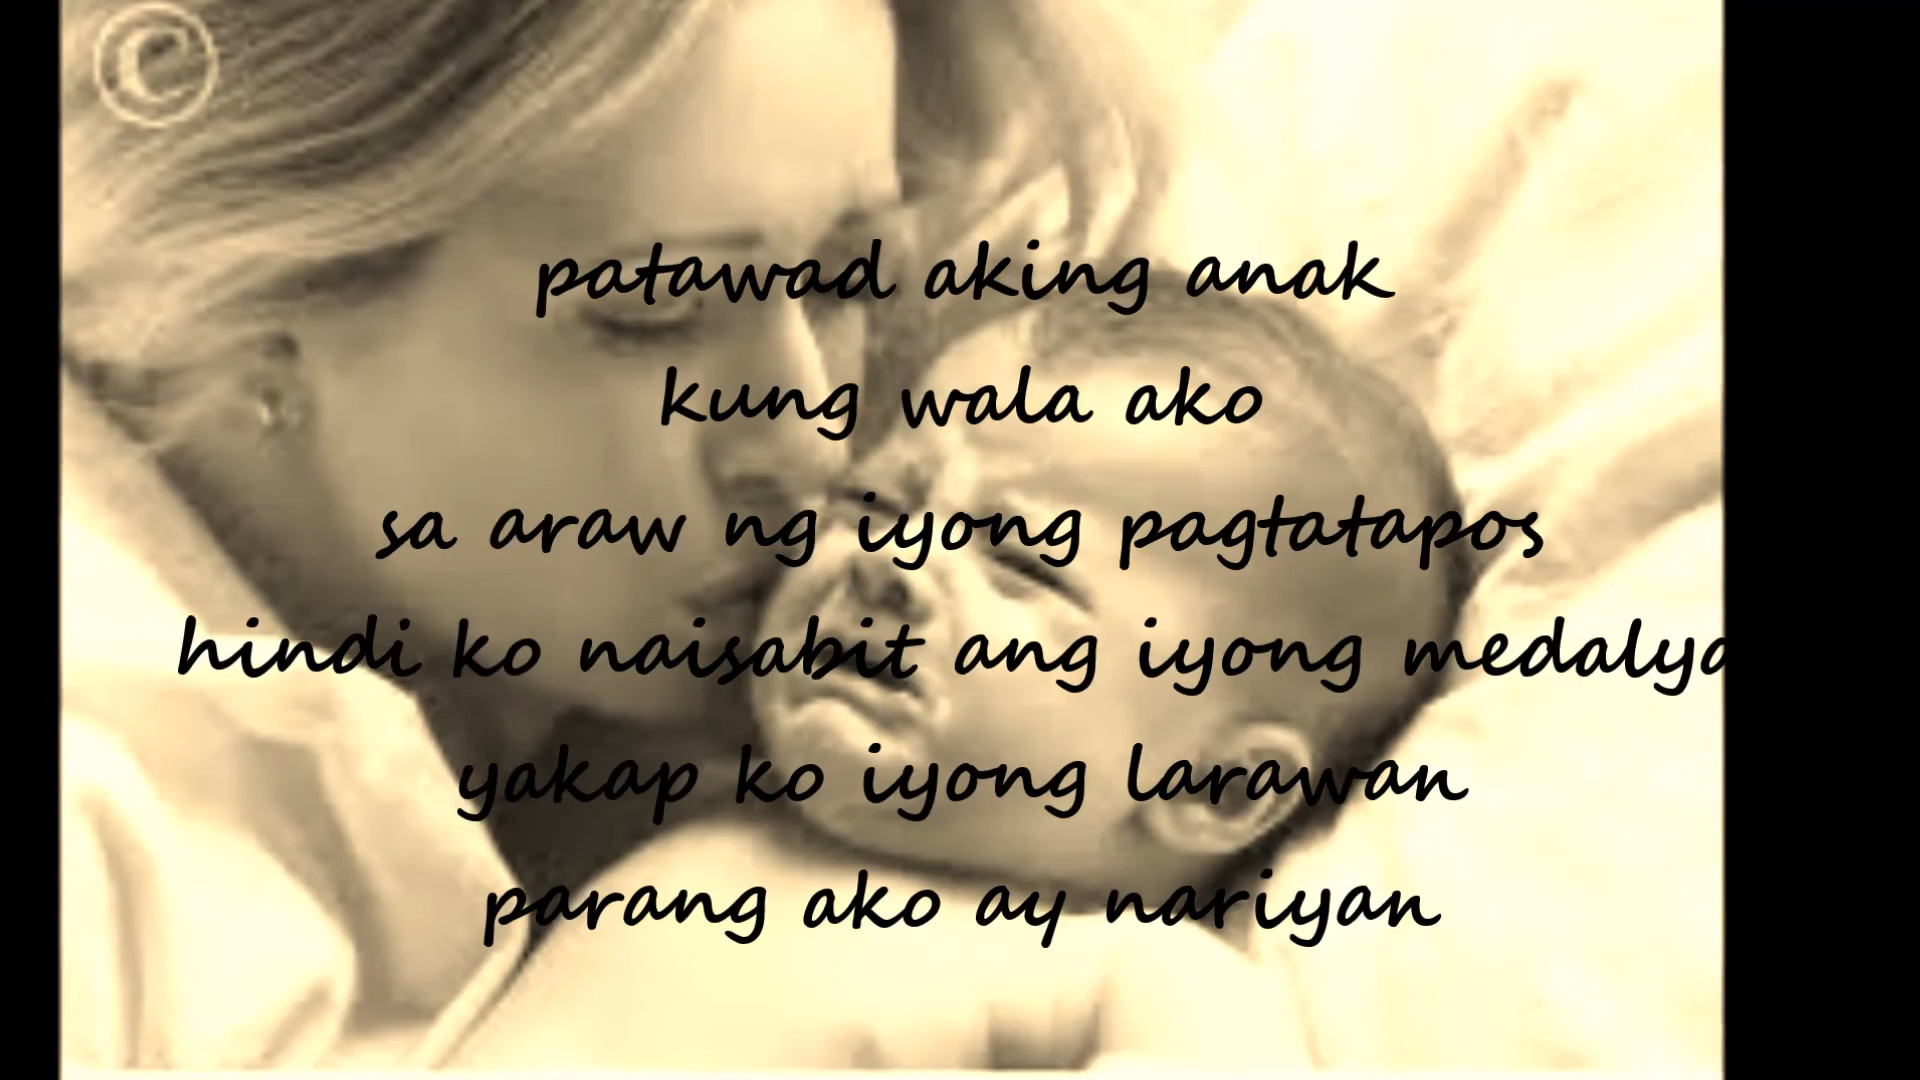 ©
patawad aking anak
kung wala ako
sa araw ng iyong pagtatapos
hindi ko naisabit ang iyong medalya
yakap ko iyong larawan
parang ako ay nariyan